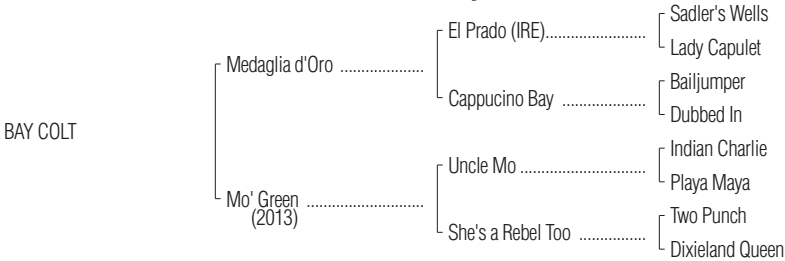 Sadler's Wells
El Prado (IRE)........................
Lady Capulet
Medaglia d'Oro ....................
Bailjumper
Cappucino Bay ....................
Dubbed In
BAY COLT
Indian Charlie
Uncle Mo ..............................
Playa Maya
Mo' Green ............................
(2013)
Two Punch
She's a Rebel Too ................
Dixieland Queen